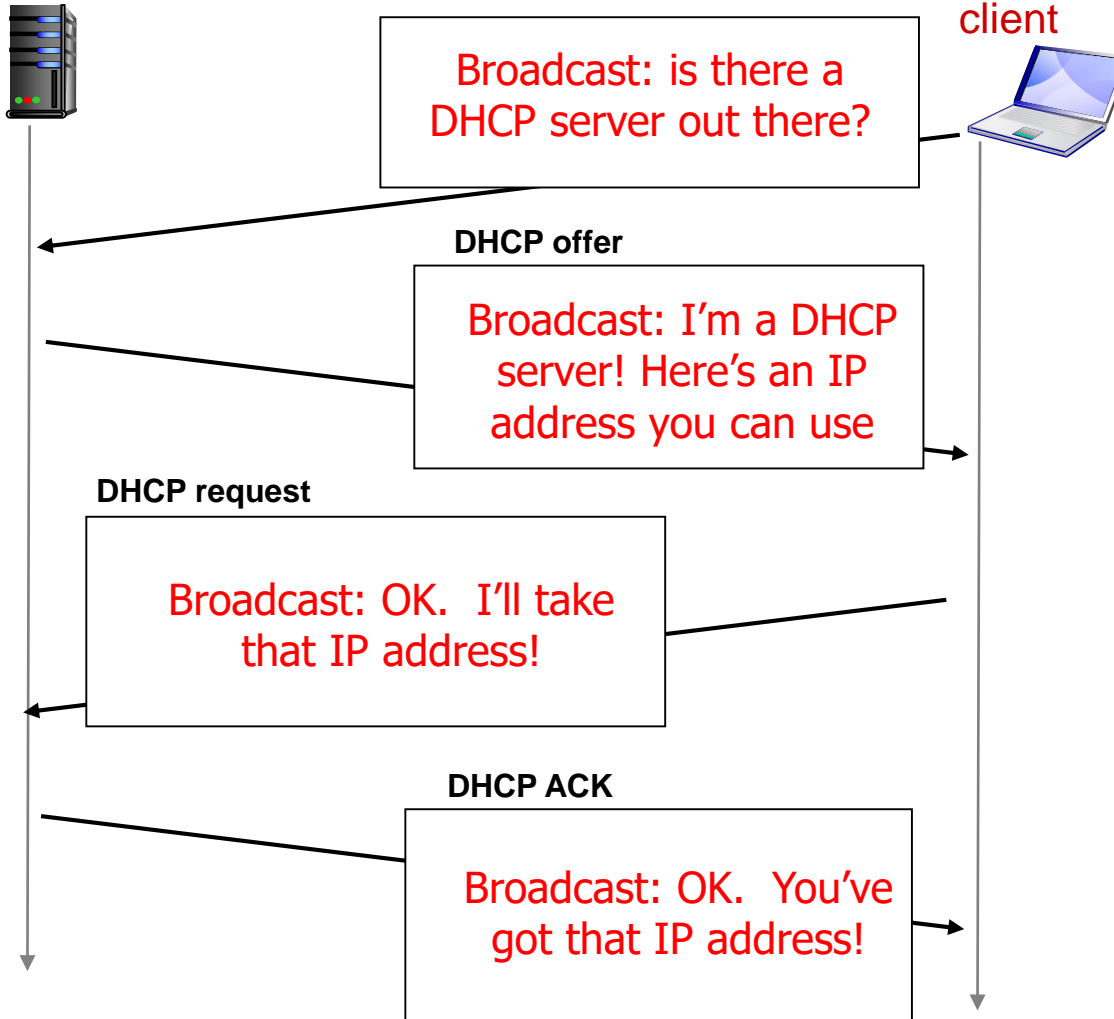 client
Broadcast: is there a
DHCP server out there?
DHCP offer
Broadcast: I’m a DHCP
server! Here’s an IP
address you can use
DHCP request
Broadcast: OK.  I’ll take
that IP address!
DHCP ACK
Broadcast: OK.  You’ve
got that IP address!